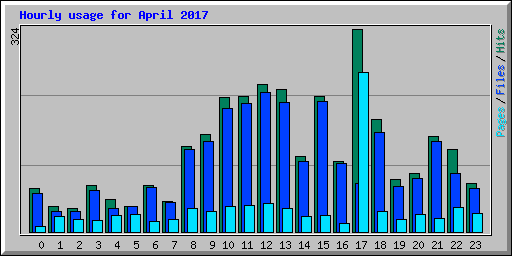 Hourly usage for April 2017
324
Pages/Files/Hits
0 1 2 3 4 5 6 7 8 9 10 11 12 13 14 15 16 17 18 19 20 21 22 23